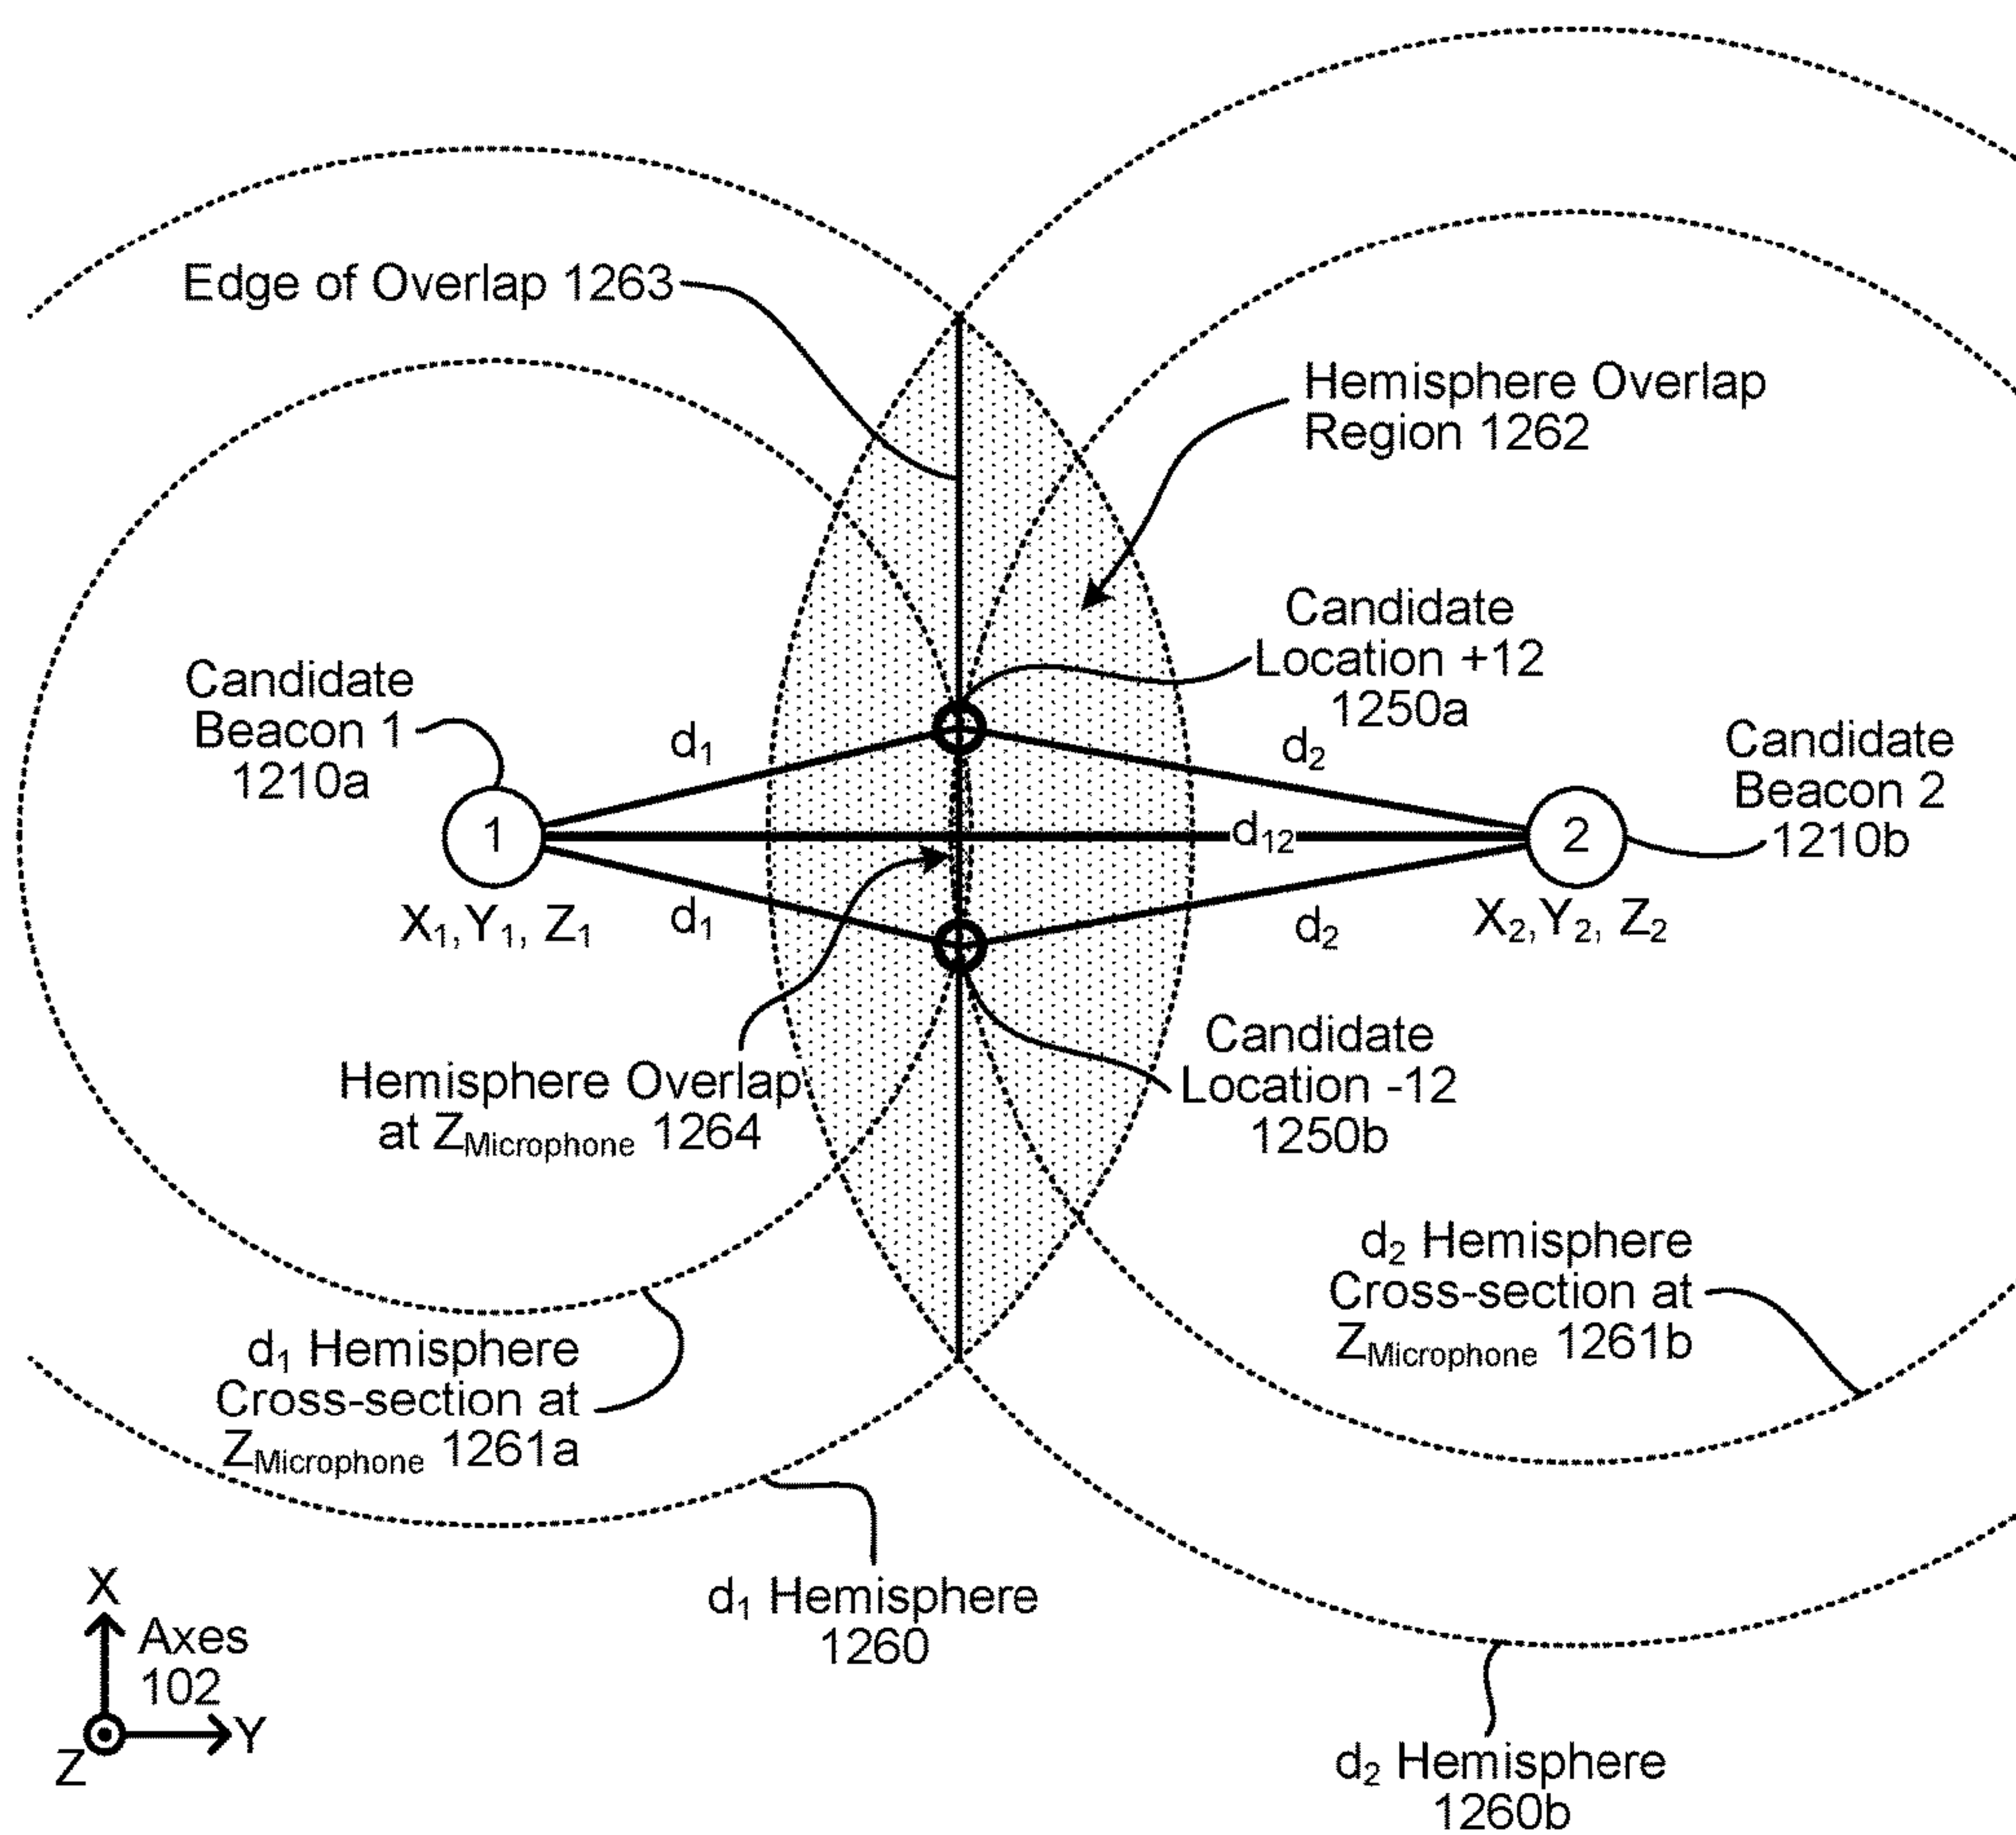 Edge of Overlap 1263
Hemisphere Overlap
Region 1262
Candidate
Location +12
1250a
Candidate
Beacon 1
1210a
d₁
d₂
Candidate
Beacon 2
1210b
1
d₁₂
2
X₁, Y₁, Z₁
d₁
d₂
X₂, Y₂, Z₂
Hemisphere Overlap
at Z_Microphone 1264
Candidate
Location -12
1250b
d₁ Hemisphere
Cross-section at
Z_Microphone 1261a
d₂ Hemisphere
Cross-section at
Z_Microphone 1261b
d₁ Hemisphere
1260
X
Axes
102
Z
Y
d₂ Hemisphere
1260b